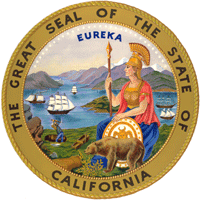 THE GREAT SEAL OF THE STATE OF
CALIFORNIA
EUREKA